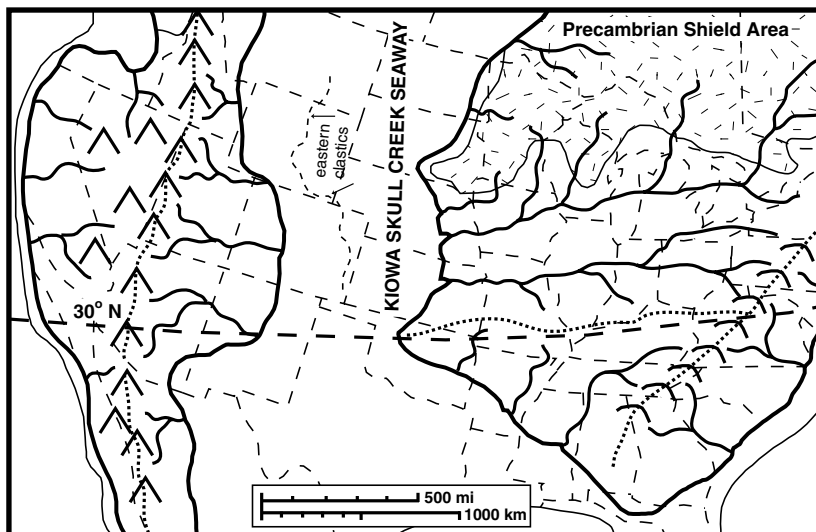 Precambrian Shield Area
KIOWA SKULL CREEK SEAWAY
eastern
clastics
30° N
500 mi
1000 km